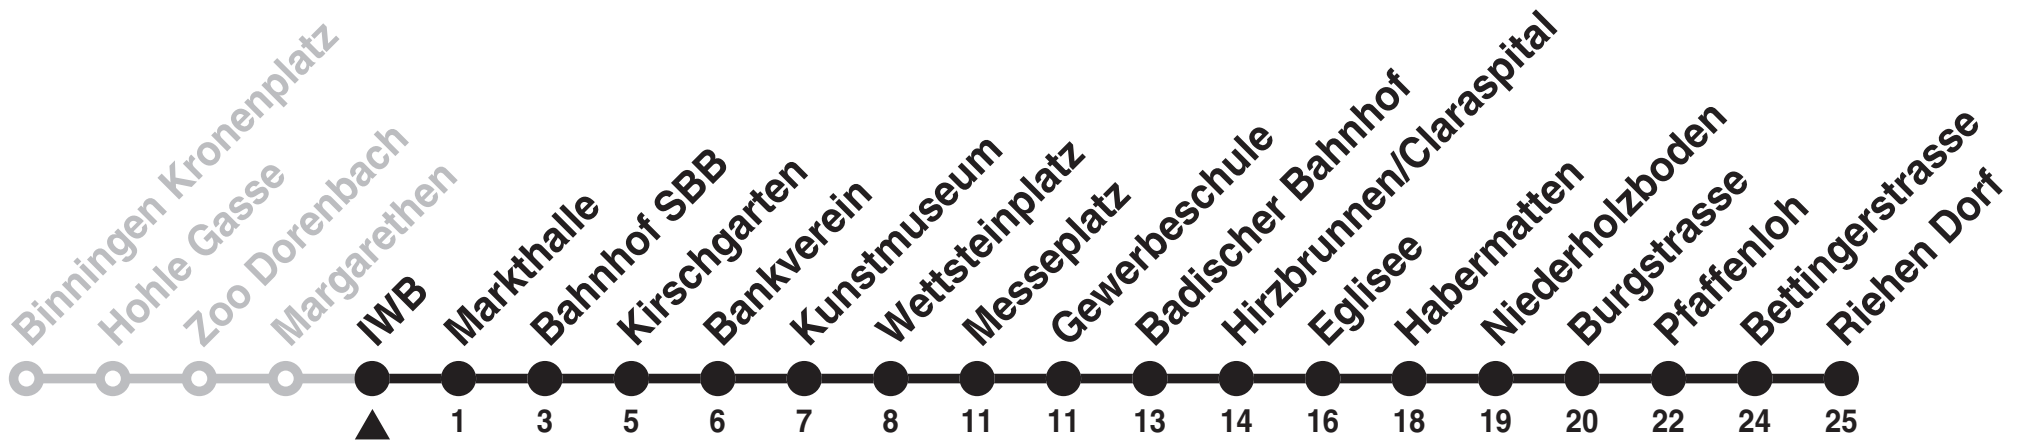 Binningen Kronenplatz
Hohle Gasse
Zoo Dorenbach
Margarethen
IWB
Markthalle
Bahnhof SBB
Kirschgarten
Bankverein
Kunstmuseum
Wettsteinplatz
Messeplatz
Gewerbeschule
Badischer Bahnhof
Hirzbrunnen/Claraspital
Eglisee
Habermatten
Niederholzboden
Burgstrasse
Pfaffenloh
Bettingerstrasse
Riehen Dorf
1 3 5 6 7 8 11 11 13 14 16 18 19 20 22 24 25